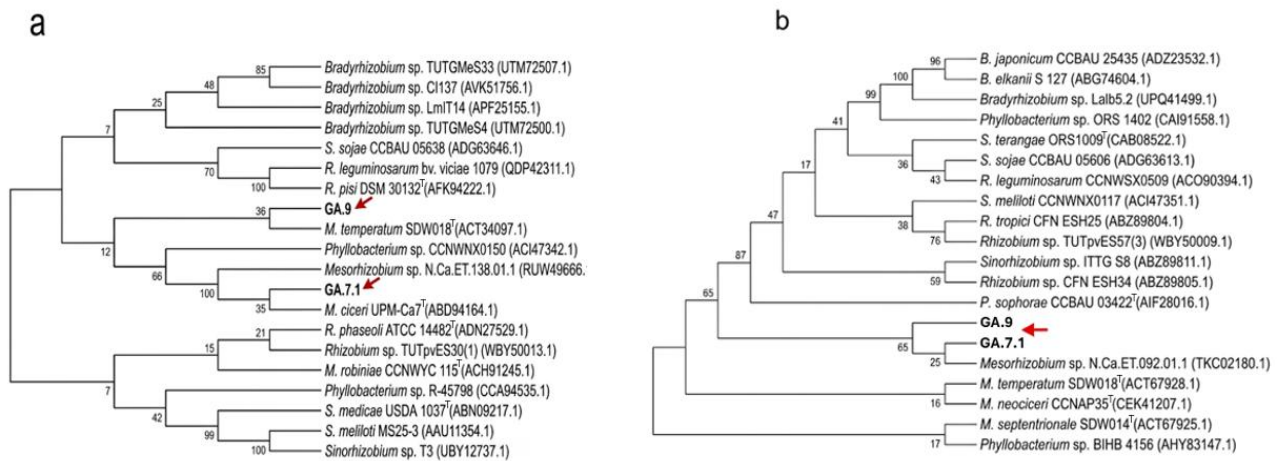 a
85
Bradyrhizobium sp. TUTGMeS33 (UTM72507.1)
48
Bradyrhizobium sp. CI137 (AVK51756.1)
25
Bradyrhizobium sp. LmIT14 (APF25155.1)
7
Bradyrhizobium sp. TUTGMeS4 (UTM72500.1)
S. sojae CCBAU 05638 (ADG63646.1)
70
R. leguminosarum bv. viciae 1079 (QDP42311.1)
100
R. pisi DSM 30132T(AFK94222.1)
36
GA.9
M. temperatum SDW018T(ACT34097.1)
12
Phyllobacterium sp. CCNWNX0150 (ACI47342.1)
66
Mesorhizobium sp. N.Ca.ET.138.01.1 (RUW49666.
100
GA.7.1
35
M. ciceri UPM-Ca7T(ABD94164.1)
21
R. phaseoli ATCC 14482T(ADN27529.1)
15
Rhizobium sp. TUTpvES30(1) (WBY50013.1)
M. robiniae CCNWYC 115T(ACH91245.1)
7
Phyllobacterium sp. R-45798 (CCA94535.1)
42
S. medicae USDA 1037T(ABN09217.1)
99
S. meliloti MS25-3 (AAU11354.1)
100
Sinorhizobium sp. T3 (UBY12737.1)
b
96
B. japonicum CCBAU 25435 (ADZ23532.1)
100
B. elkanii S 127 (ABG74604.1)
99
Bradyrhizobium sp. Lalb5.2 (UPQ41499.1)
41
Phyllobacterium sp. ORS 1402 (CAI91558.1)
S. terangae ORS1009T(CAB08522.1)
36
S. sojae CCBAU 05606 (ADG63613.1)
17
43
R. leguminosarum CCNWSX0509 (ACO90394.1)
S. meliloti CCNWNX0117 (ACI47351.1)
47
38
R. tropici CFN ESH25 (ABZ89804.1)
76
Rhizobium sp. TUTpvES57(3) (WBY50009.1)
87
Sinorhizobium sp. ITTG S8 (ABZ89811.1)
59
Rhizobium sp. CFN ESH34 (ABZ89805.1)
65
P. sophorae CCBAU 03422T(AIF28016.1)
GA.9
65
GA.7.1
25
Mesorhizobium sp. N.Ca.ET.092.01.1 (TKC02180.1)
M. temperatum SDW018T(ACT67928.1)
16
M. neociceri CCNAP35T(CEK41207.1)
M. septentrionale SDW014T(ACT67925.1)
17
Phyllobacterium sp. BIHB 4156 (AHY83147.1)